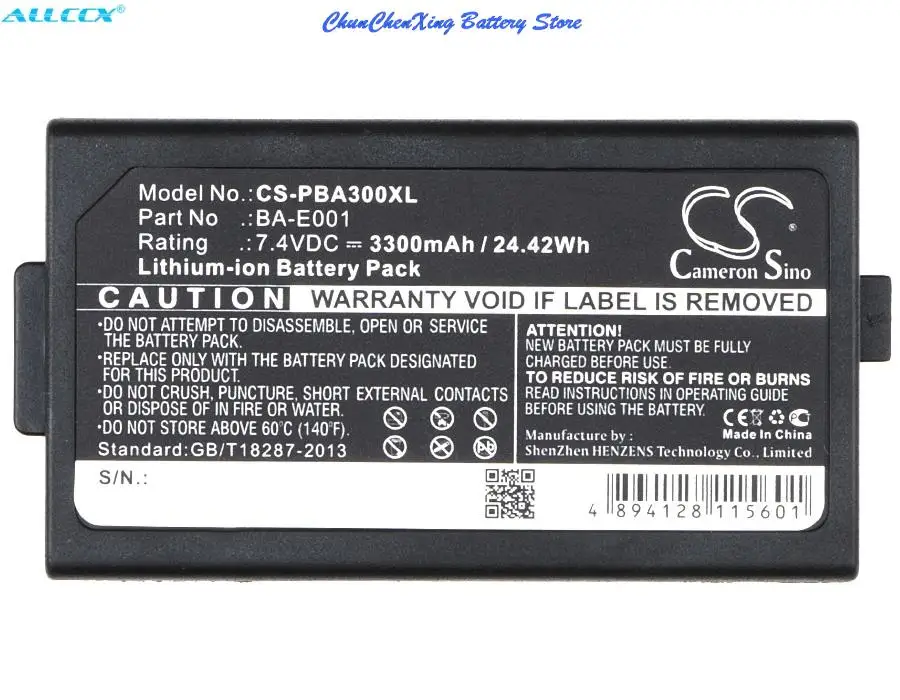 ALLCCX®
ChunChenXing Battery Store
Model No.:CS-PBA300XL
Part No .:BA-E001
Rating .:7.4VDC ⎓ 3300mAh / 24.42Wh
Lithium-ion Battery Pack
CS®
Cameron Sino
CAUTION WARRANTY VOID IF LABEL IS REMOVED
•DO NOT ATTEMPT TO DISASSEMBLE, OPEN OR SERVICE
THE BATTERY PACK.
•REPLACE ONLY WITH THE BATTERY PACK DESIGNATED
FOR THIS PRODUCT.
•DO NOT CRUSH, PUNCTURE, SHORT EXTERNAL CONTACTS
OR DISPOSE OF IN FIRE OR WATER.
•DO NOT STORE ABOVE 60°C (140°F).
Standard:GB/T18287-2013
Pb
ATTENTION!
NEW BATTERY PACK MUST BE FULLY
CHARGED BEFORE USE.
TO REDUCE RISK OF FIRE OR BURNS
READ INSTRUCTIONS IN OPERATING GUIDE
BEFORE USING THE BATTERY.
CE
Made In China
Manufacture by :
ShenZhen HENZENS Technology Co., Limited
S/N.:
4 894128 115601